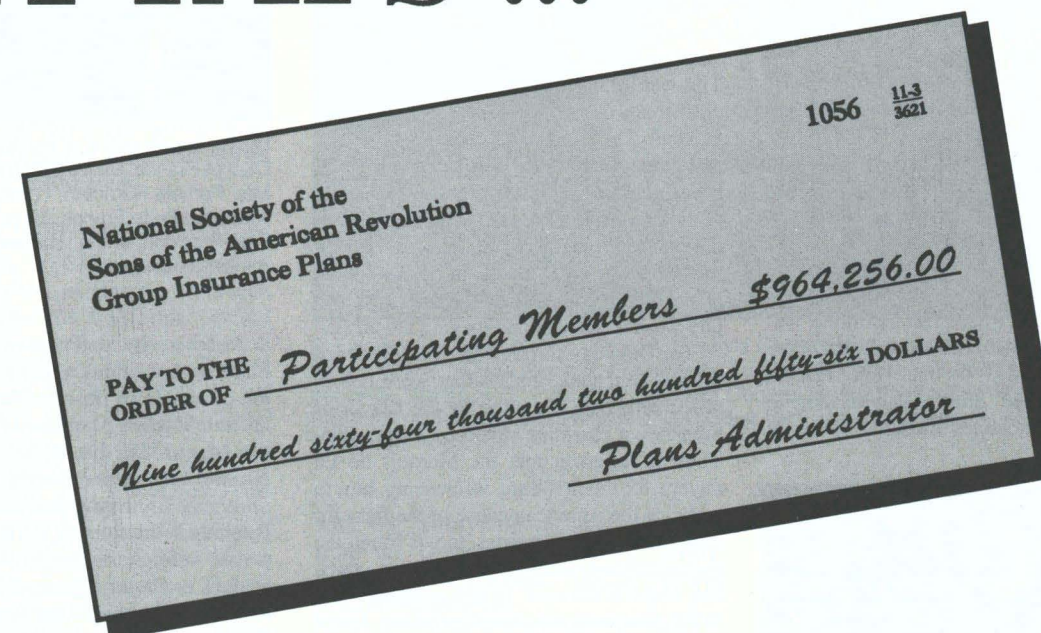 1056 11-3
3621
National Society of the
Sons of the American Revolution
Group Insurance Plans
PAY TO THE
ORDER OF Participating Members $964,256.00
Nine hundred sixty-four thousand two hundred fifty-six DOLLARS
Plans Administrator